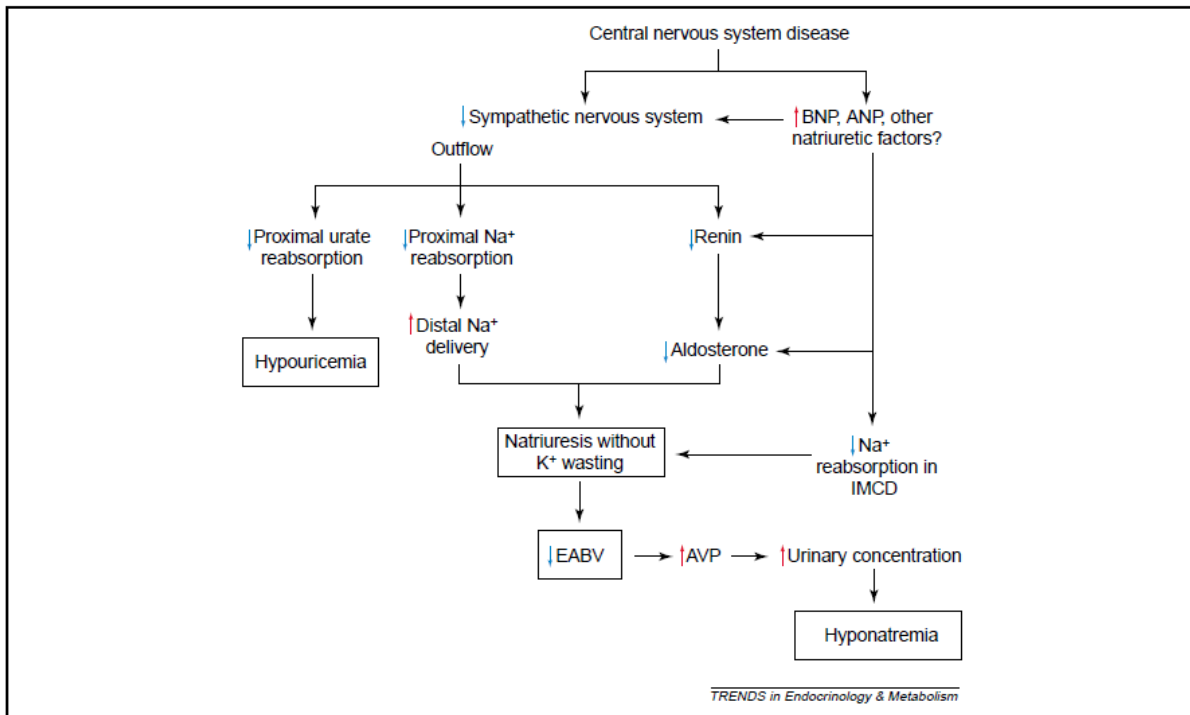 Central nervous system disease
↓Sympathetic nervous system
Outflow
↑BNP, ANP, other
natriuretic factors?
↓Proximal urate
reabsorption
↓Proximal Na⁺
reabsorption
↓Renin
↑Distal Na⁺
delivery
↓Aldosterone
Hypouricemia
Natriuresis without
K⁺ wasting
↓Na⁺
reabsorption in
IMCD
↓EABV
↑AVP
↑Urinary concentration
Hyponatremia
TRENDS in Endocrinology & Metabolism